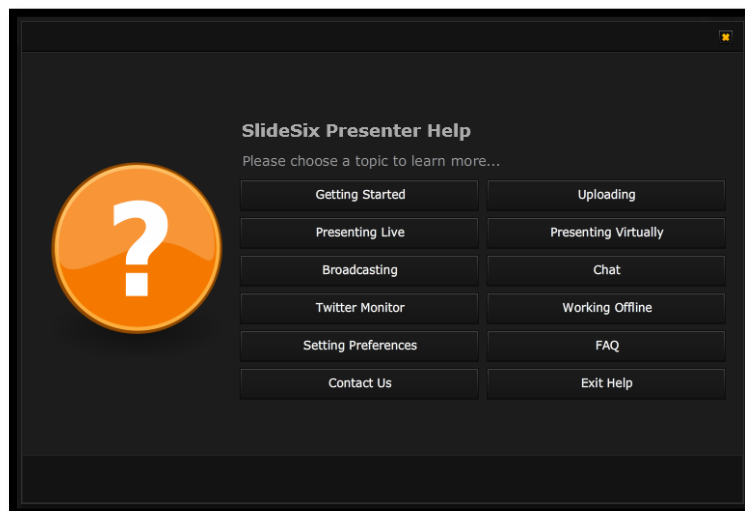 SlideSix Presenter Help
Please choose a topic to learn more...
Getting Started
Uploading
Presenting Live
Presenting Virtually
Broadcasting
Chat
Twitter Monitor
Working Offline
Setting Preferences
FAQ
Contact Us
Exit Help
?